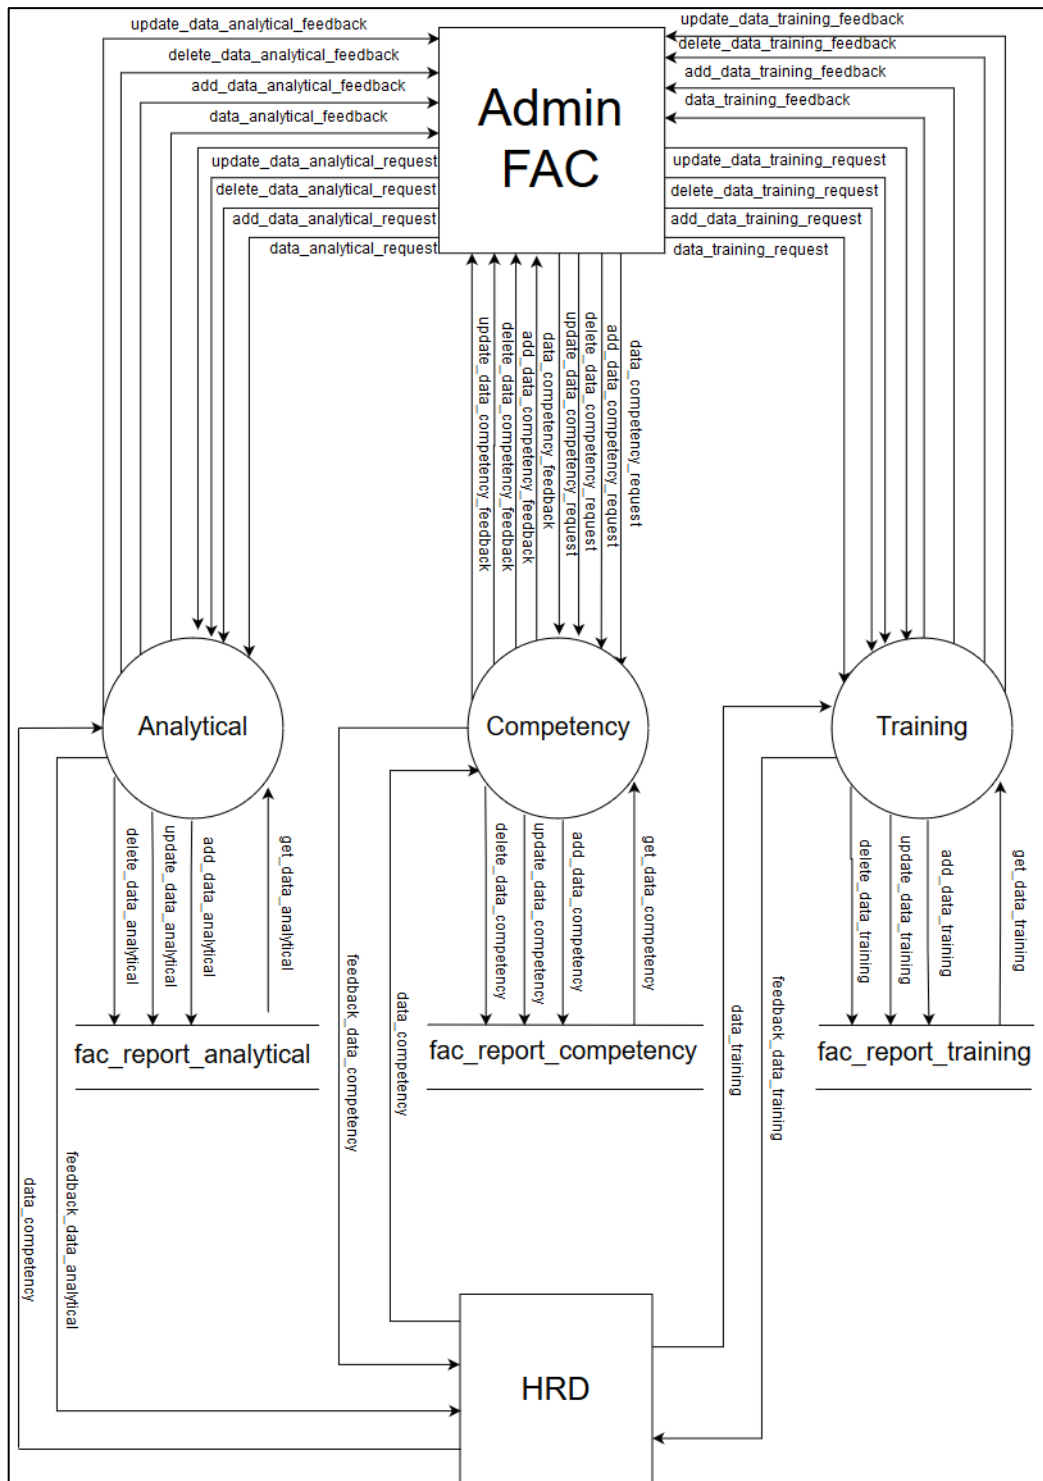 update_data_analytical_feedback
delete_data_analytical_feedback
add_data_analytical_feedback
data_analytical_feedback
update_data_analytical_request
delete_data_analytical_request
add_data_analytical_request
data_analytical_request
Admin
FAC
update_data_training_feedback
delete_data_training_feedback
add_data_training_feedback
data_training_feedback
update_data_training_request
delete_data_training_request
add_data_training_request
data_training_request
update_data_competency_feedback
delete_data_competency_feedback
add_data_competency_feedback
data_competency_feedback
update_data_competency_request
delete_data_competency_request
add_data_competency_request
data_competency_request
Analytical
Competency
Training
delete_data_analytical
update_data_analytical
add_data_analytical
get_data_analytical
delete_data_competency
update_data_competency
add_data_competency
get_data_competency
delete_data_training
update_data_training
add_data_training
get_data_training
fac_report_analytical
fac_report_competency
fac_report_training
data_competency
feedback_data_analytical
feedback_data_competency
data_competency
data_training
feedback_data_training
HRD